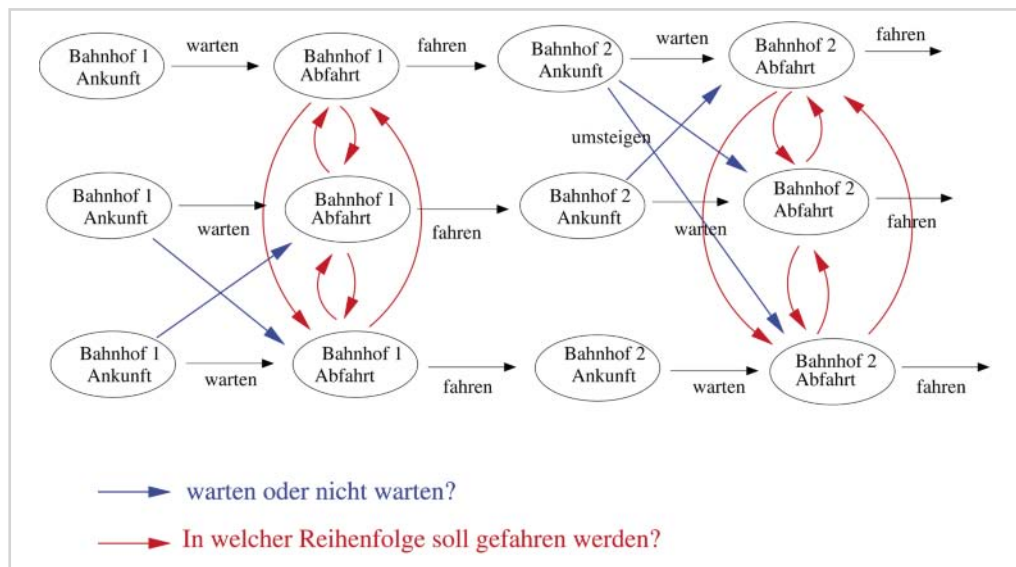 Bahnhof 1
Ankunft
warten
Bahnhof 1
Abfahrt
fahren
Bahnhof 2
Ankunft
warten
Bahnhof 2
Abfahrt
fahren
umsteigen
Bahnhof 1
Ankunft
warten
Bahnhof 1
Abfahrt
fahren
Bahnhof 2
Ankunft
warten
Bahnhof 2
Abfahrt
fahren
Bahnhof 1
Ankunft
warten
Bahnhof 1
Abfahrt
fahren
Bahnhof 2
Ankunft
warten
Bahnhof 2
Abfahrt
fahren
warten oder nicht warten?
In welcher Reihenfolge soll gefahren werden?